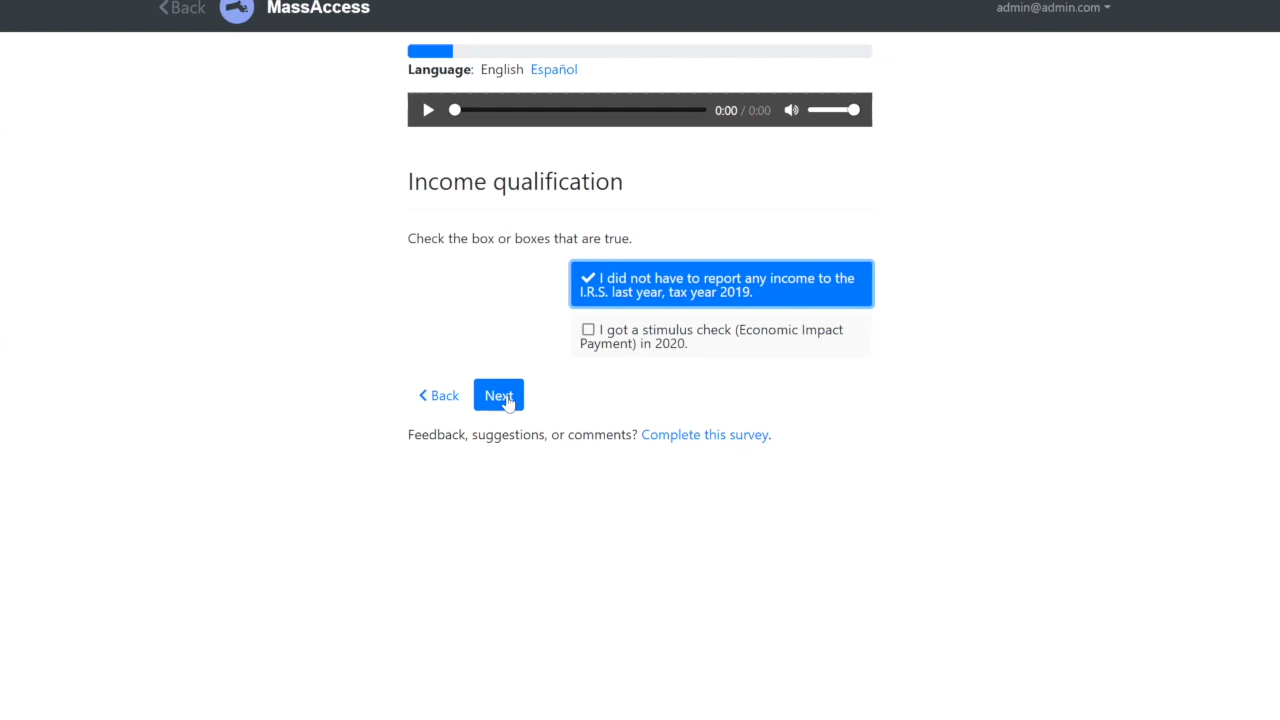 Back MassAccess admin@admin.com
Language: English Español
0:00 / 0:00
Income qualification
Check the box or boxes that are true.
I did not have to report any income to the
I.R.S. last year, tax year 2019.
I got a stimulus check (Economic Impact
Payment) in 2020.
Back Next
Feedback, suggestions, or comments? Complete this survey.